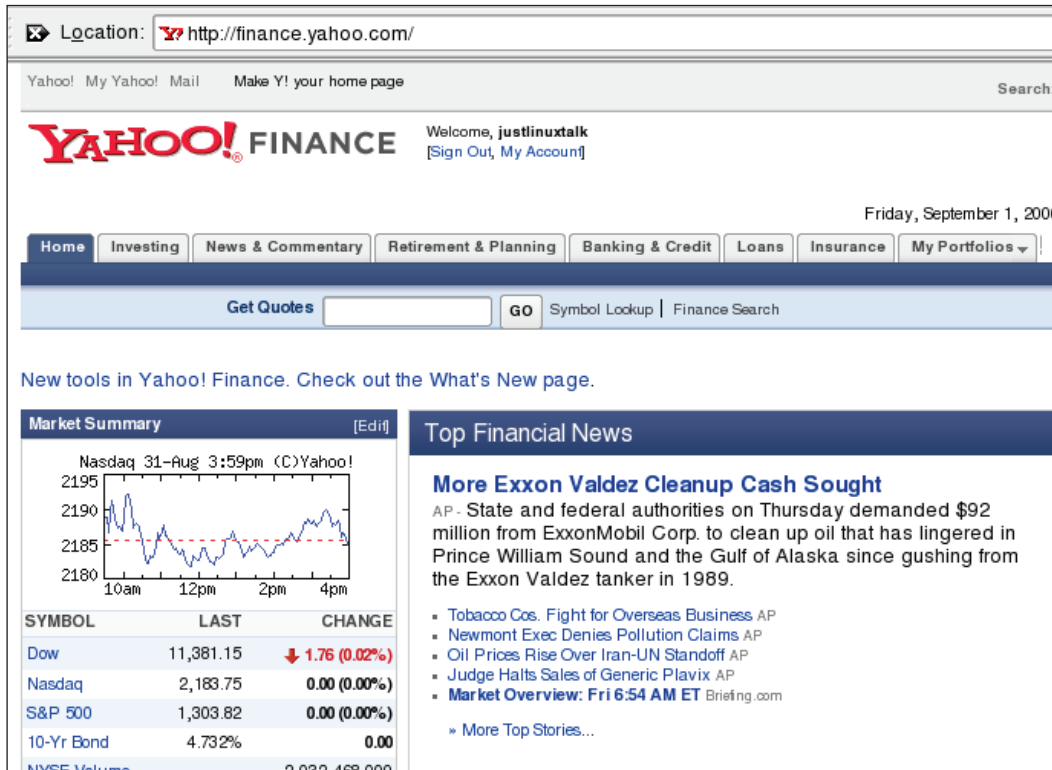 Location: http://finance.yahoo.com/
Yahoo! My Yahoo! Mail Make Y! your home page
Search:
YAHOO! FINANCE
Welcome, justlinuxtalk
[Sign Out, My Account]
Friday, September 1, 2006
Home Investing News & Commentary Retirement & Planning Banking & Credit Loans Insurance My Portfolios
Get Quotes GO Symbol Lookup | Finance Search
New tools in Yahoo! Finance. Check out the What's New page.
Market Summary [Edit]
Nasdaq 31-Aug 3:59pm (C)Yahoo!
2195
2190
2185
2180
10am 12pm 2pm 4pm
SYMBOL LAST CHANGE
Dow 11,381.15 1.76 (0.02%)
Nasdaq 2,183.75 0.00 (0.00%)
S&P 500 1,303.82 0.00 (0.00%)
10-Yr Bond 4.732% 0.00
NYSE Volume 2,032,468,000
Top Financial News
More Exxon Valdez Cleanup Cash Sought
AP - State and federal authorities on Thursday demanded $92
million from ExxonMobil Corp. to clean up oil that has lingered in
Prince William Sound and the Gulf of Alaska since gushing from
the Exxon Valdez tanker in 1989.
Tobacco Cos. Fight for Overseas Business AP
Newmont Exec Denies Pollution Claims AP
Oil Prices Rise Over Iran-UN Standoff AP
Judge Halts Sales of Generic Plavix AP
Market Overview: Fri 6:54 AM ET Briefing.com
» More Top Stories...